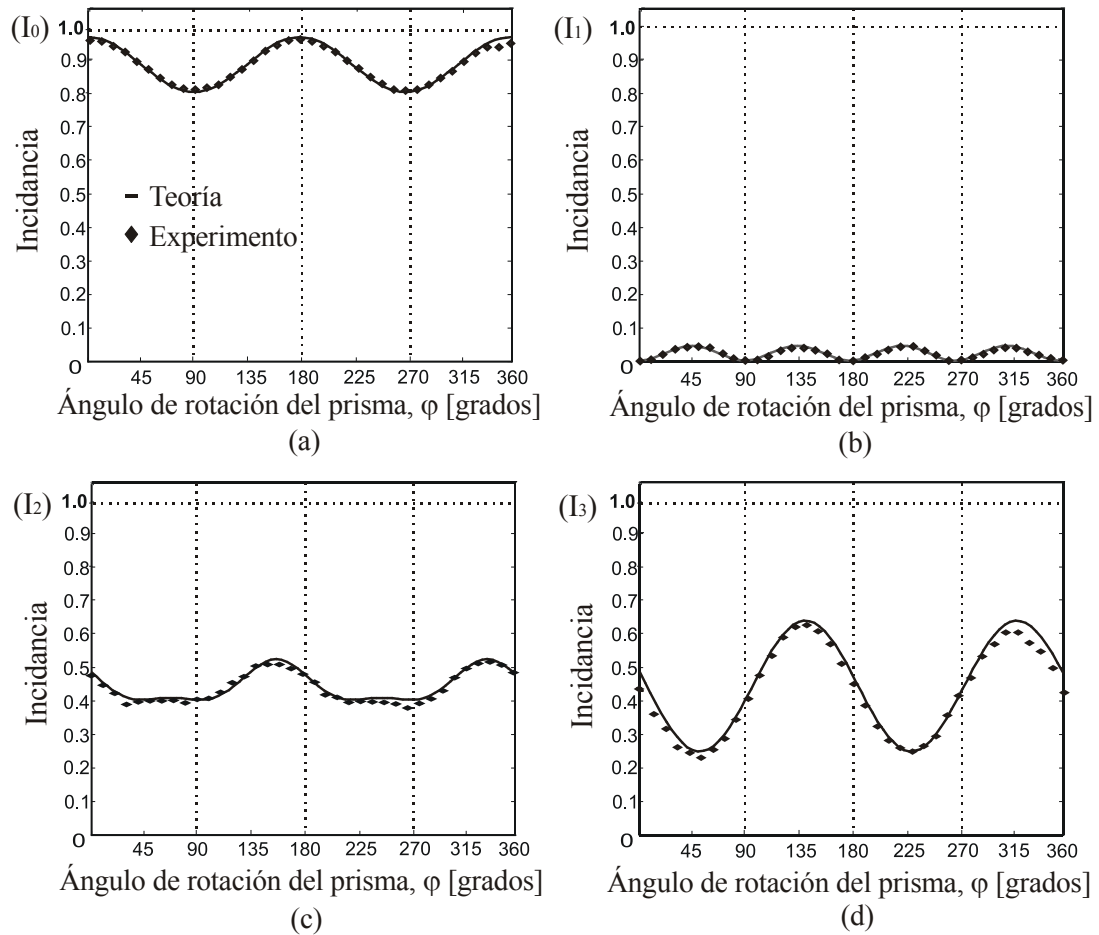 (I0)
1.0
0.9
0.8
0.7
0.6
0.5
0.4
0.3
0.2
0.1
O
Incidancia
Teoría
Experimento
45 90 135 180 225 270 315 360
Ángulo de rotación del prisma, φ [grados]
(a)
(I1)
1.0
0.9
0.8
0.7
0.6
0.5
0.4
0.3
0.2
0.1
O
Incidancia
45 90 135 180 225 270 315 360
Ángulo de rotación del prisma, φ [grados]
(b)
(I2)
1.0
0.9
0.8
0.7
0.6
0.5
0.4
0.3
0.2
0.1
O
Incidancia
45 90 135 180 225 270 315 360
Ángulo de rotación del prisma, φ [grados]
(c)
(I3)
1.0
0.9
0.8
0.7
0.6
0.5
0.4
0.3
0.2
0.1
O
Incidancia
45 90 135 180 225 270 315 360
Ángulo de rotación del prisma, φ [grados]
(d)